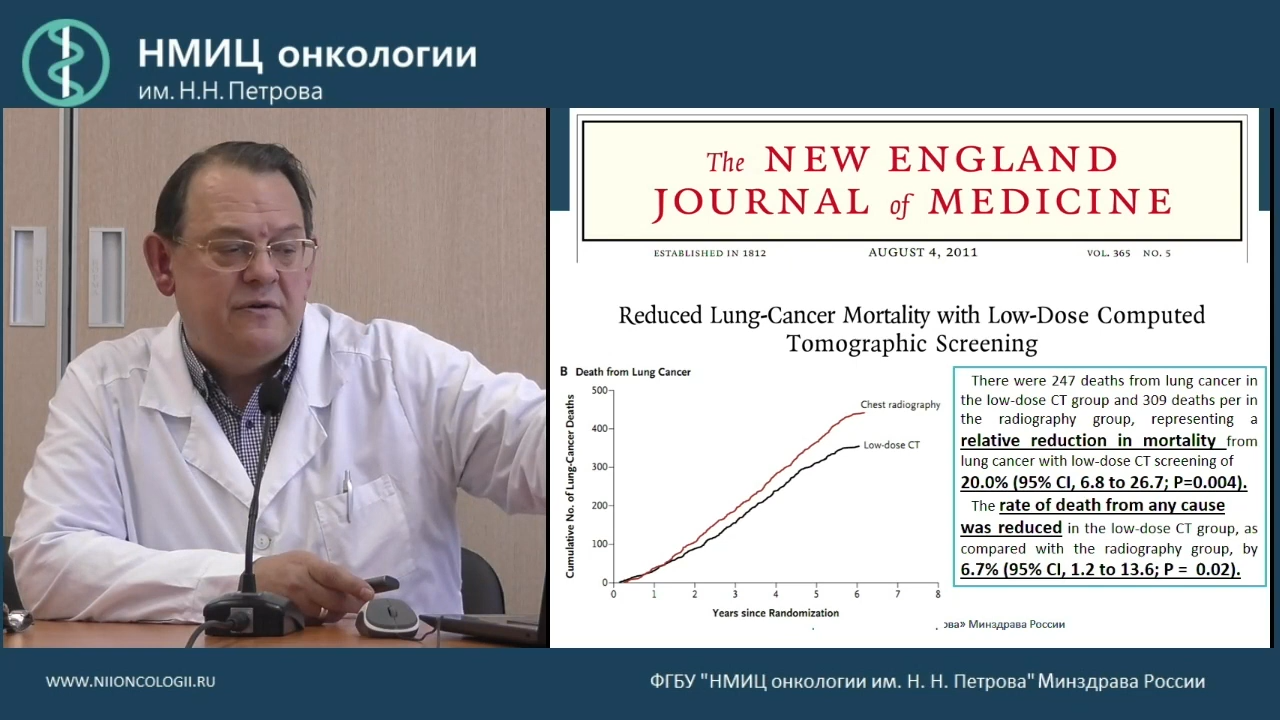 НМИЦ онкологии
им. Н.Н. Петрова
The NEW ENGLAND
JOURNAL of MEDICINE
ESTABLISHED IN 1812 AUGUST 4, 2011 VOL. 365 NO. 5
Reduced Lung-Cancer Mortality with Low-Dose Computed
Tomographic Screening
B Death from Lung Cancer
Cumulative No. of Lung-Cancer Deaths
500
400
300
200
100
0
Chest radiography
Low-dose CT
0 1 2 3 4 5 6 7 8
Years since Randomization
There were 247 deaths from lung cancer in
the low-dose CT group and 309 deaths per in
the radiography group, representing a
relative reduction in mortality from
lung cancer with low-dose CT screening of
20.0% (95% CI, 6.8 to 26.7; P=0.004).
The rate of death from any cause
was reduced in the low-dose CT group, as
compared with the radiography group, by
6.7% (95% CI, 1.2 to 13.6; P = 0.02).
ова» Минздрава России
WWW.NIIONCOLOGII.RU
ФГБУ "НМИЦ онкологии им. Н. Н. Петрова" Минздрава России